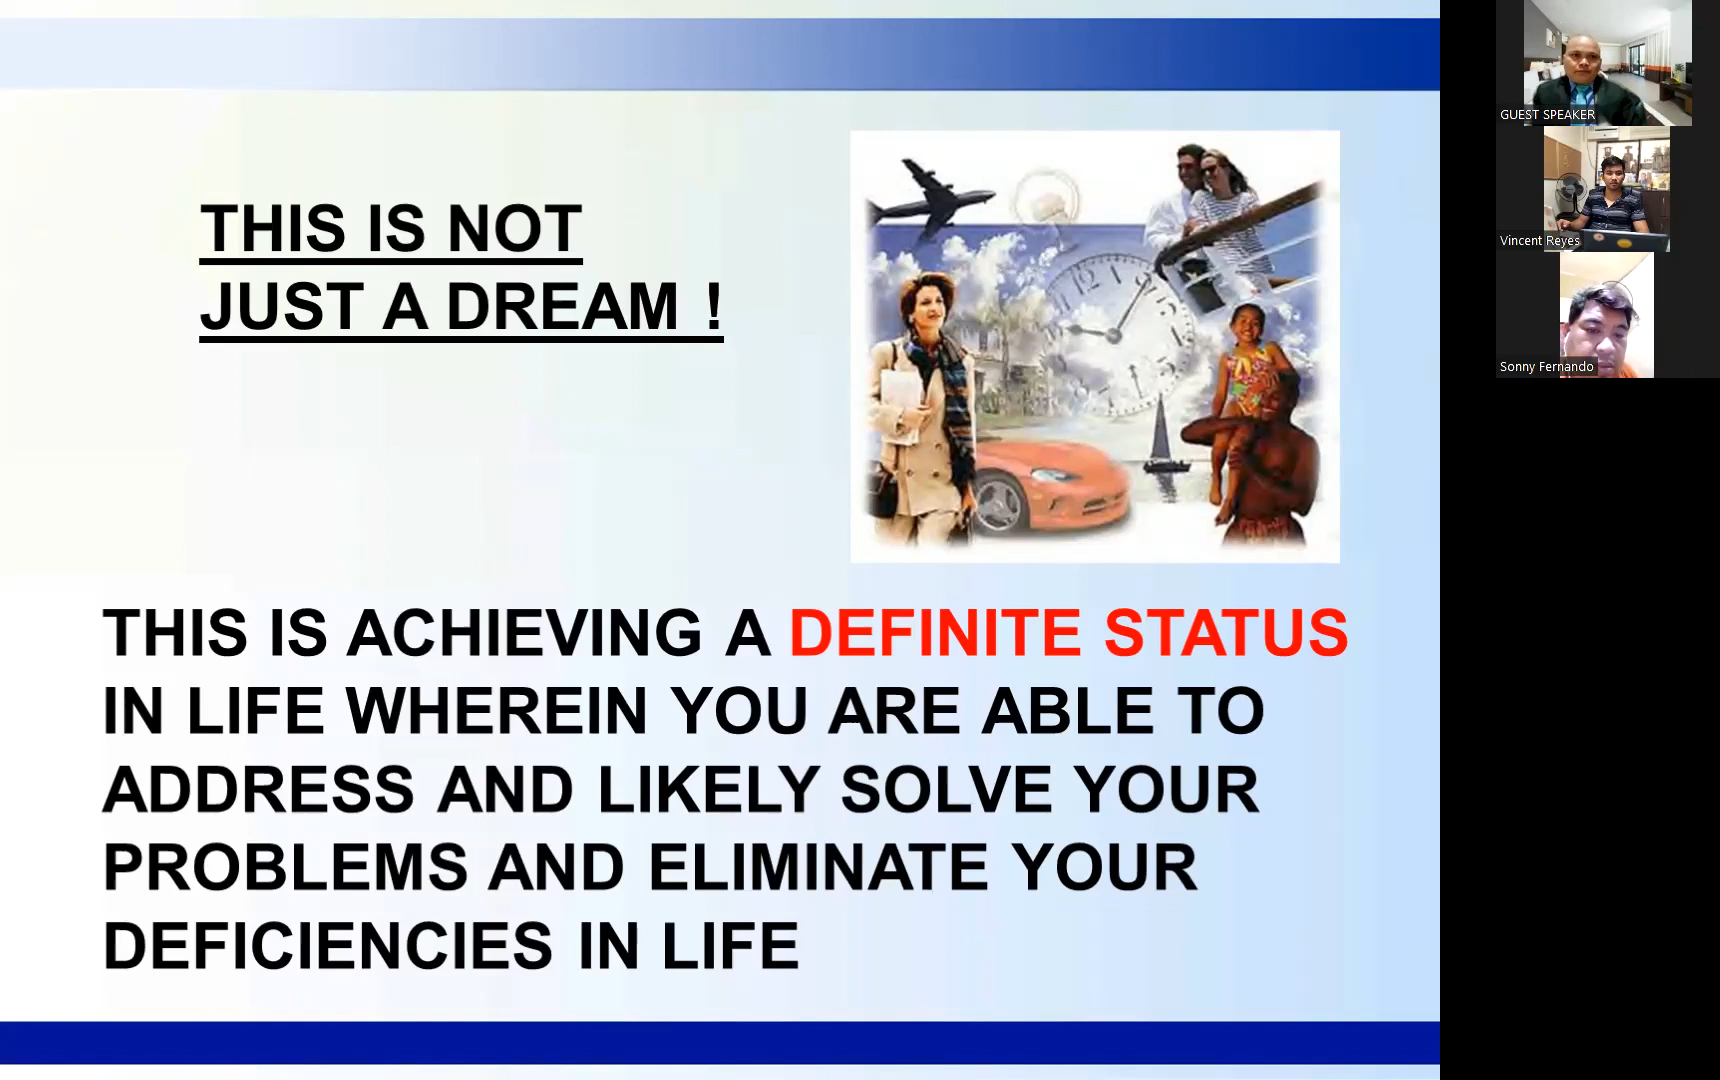 THIS IS NOT
JUST A DREAM !
THIS IS ACHIEVING A DEFINITE STATUS
IN LIFE WHEREIN YOU ARE ABLE TO
ADDRESS AND LIKELY SOLVE YOUR
PROBLEMS AND ELIMINATE YOUR
DEFICIENCIES IN LIFE
GUEST SPEAKER
Vincent Reyes
Sonny Fernando